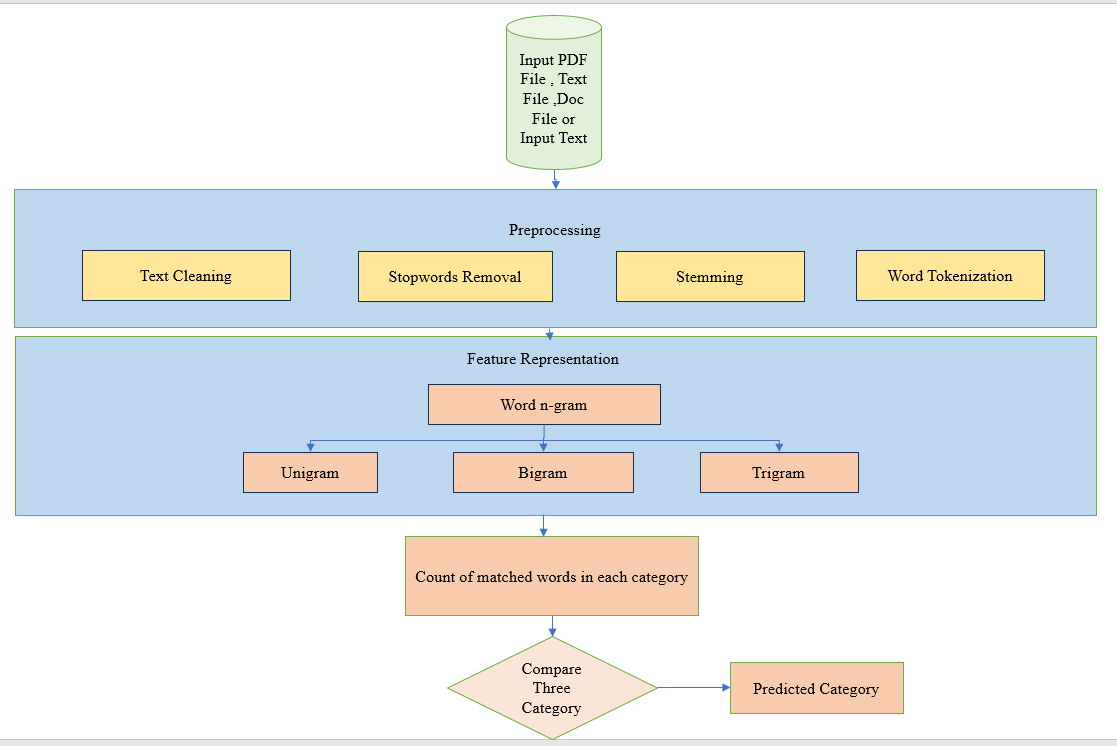 Input PDF
File , Text
File ,Doc
File or
Input Text
Preprocessing
Text Cleaning
Stopwords Removal
Stemming
Word Tokenization
Feature Representation
Word n-gram
Unigram
Bigram
Trigram
Count of matched words in each category
Compare
Three
Category
Predicted Category